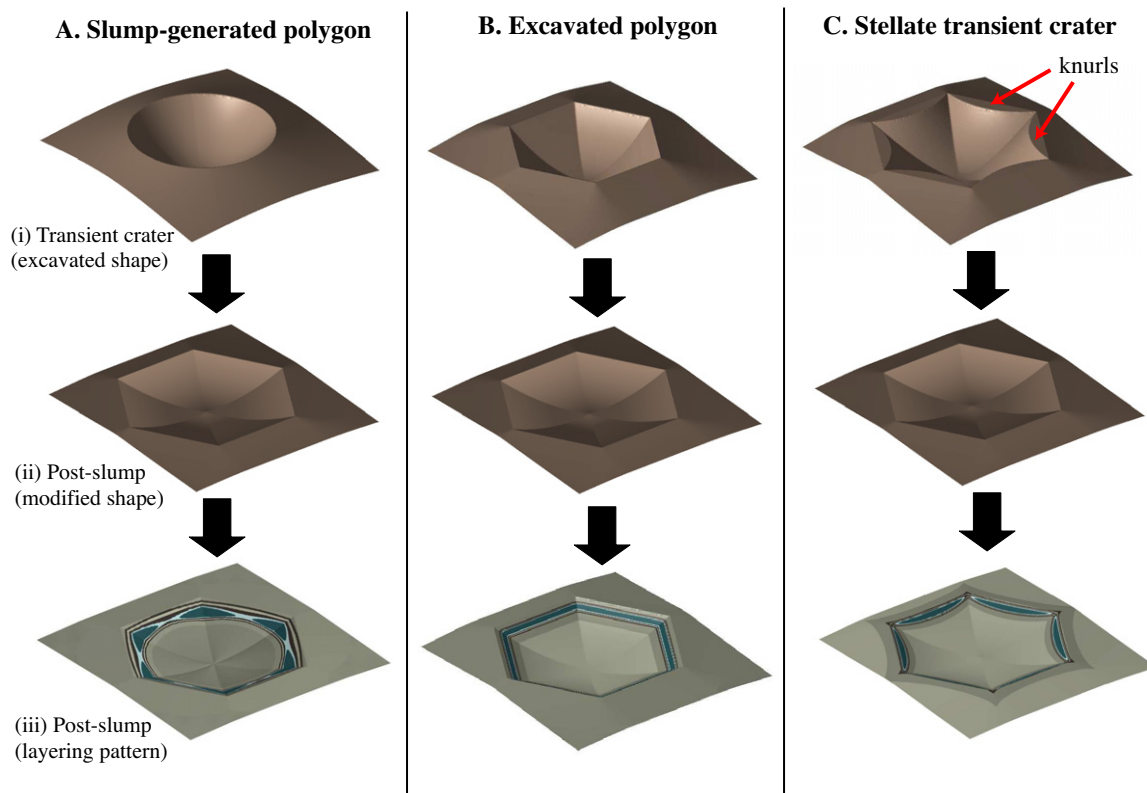 A. Slump-generated polygon
B. Excavated polygon
C. Stellate transient crater
knurls
(i) Transient crater
(excavated shape)
(ii) Post-slump
(modified shape)
(iii) Post-slump
(layering pattern)